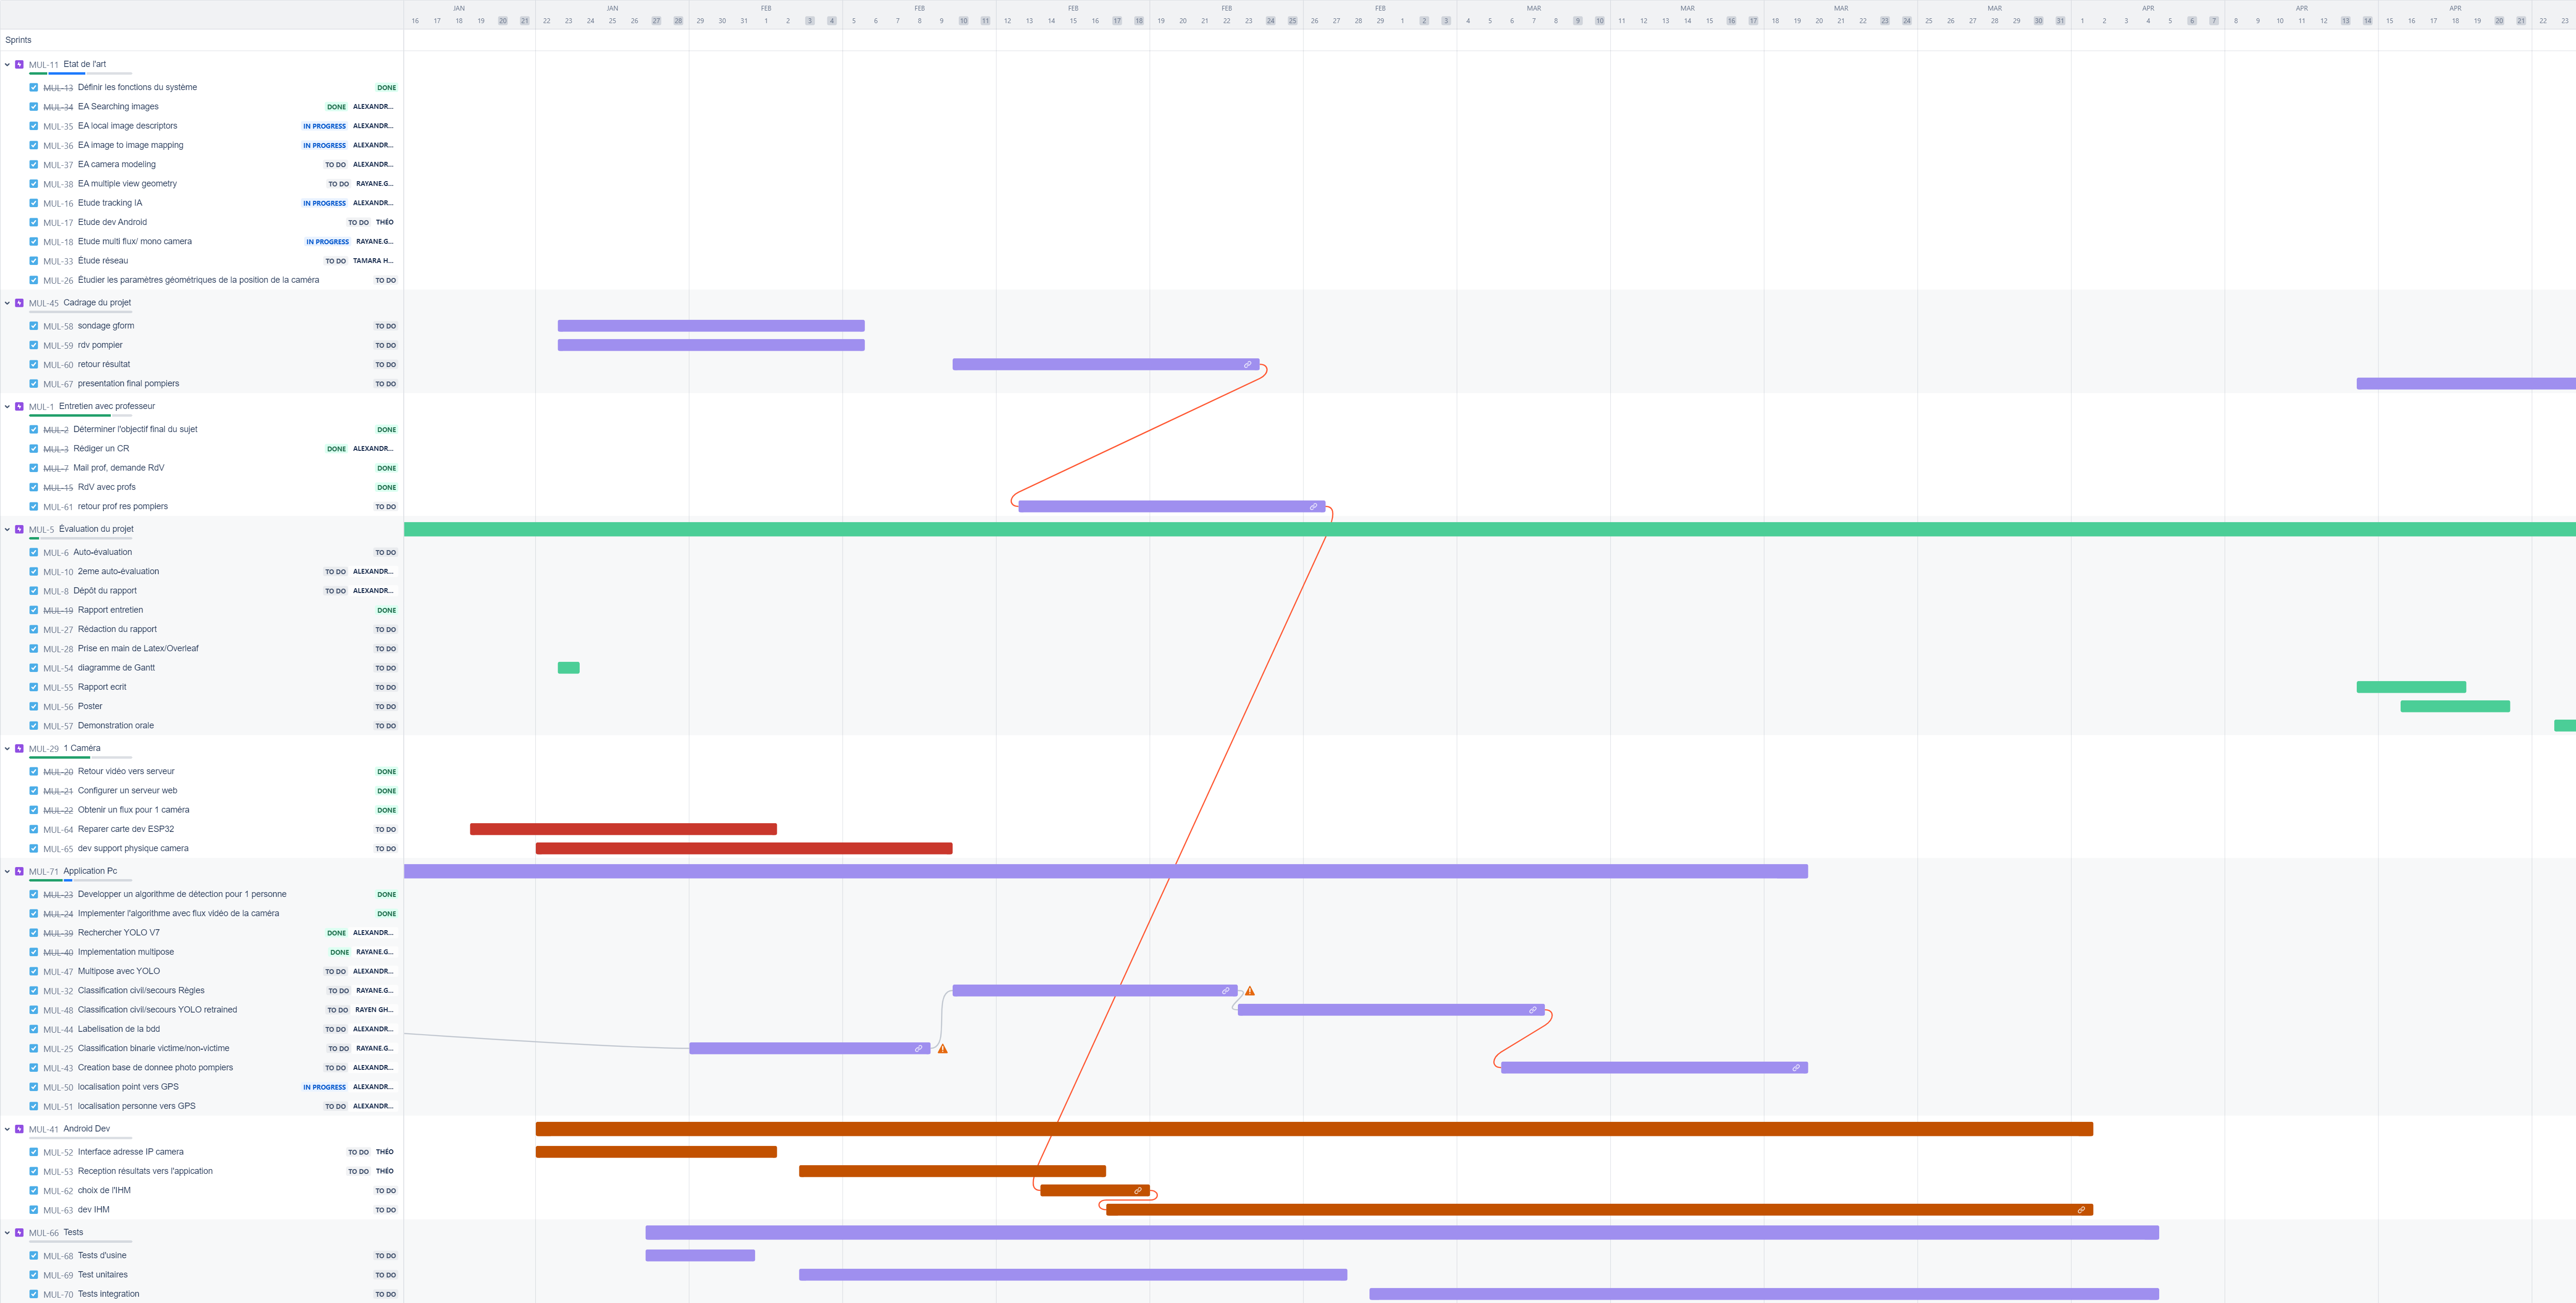 JAN JAN FEB FEB FEB FEB FEB MAR MAR MAR MAR APR APR APR
16 17 18 19 20 21 22 23 24 25 26 27 28 29 30 31 1 2 3 4 5 6 7 8 9 10 11 12 13 14 15 16 17 18 19 20 21 22 23 24 25 26 27 28 29 1 2 3 4 5 6 7 8 9 10 11 12 13 14 15 16 17 18 19 20 21 22 23 24 25 26 27 28 29 30 31 1 2 3 4 5 6 7 8 9 10 11 12 13 14 15 16 17 18 19 20 21 22 23
Sprints
MUL-11 Etat de l'art
MUL-13 Définir les fonctions du système DONE
MUL-34 EA Searching images DONE ALEXANDR...
MUL-35 EA local image descriptors IN PROGRESS ALEXANDR...
MUL-36 EA image to image mapping IN PROGRESS ALEXANDR...
MUL-37 EA camera modeling TO DO ALEXANDR...
MUL-38 EA multiple view geometry TO DO RAYANE.G...
MUL-16 Etude tracking IA IN PROGRESS ALEXANDR...
MUL-17 Etude dev Android TO DO THÉO
MUL-18 Etude multi flux/ mono camera IN PROGRESS RAYANE.G...
MUL-33 Étude réseau TO DO TAMARA H...
MUL-26 Étudier les paramètres géométriques de la position de la caméra TO DO
MUL-45 Cadrage du projet
MUL-58 sondage gform TO DO
MUL-59 rdv pompier TO DO
MUL-60 retour résultat TO DO
MUL-67 presentation final pompiers TO DO
MUL-1 Entretien avec professeur
MUL-2 Déterminer l'objectif final du sujet DONE
MUL-3 Rédiger un CR DONE ALEXANDR...
MUL-7 Mail prof, demande RdV DONE
MUL-15 RdV avec profs DONE
MUL-61 retour prof res pompiers TO DO
MUL-5 Évaluation du projet
MUL-6 Auto-évaluation TO DO
MUL-10 2eme auto-évaluation TO DO ALEXANDR...
MUL-8 Dépôt du rapport TO DO ALEXANDR...
MUL-19 Rapport entretien DONE
MUL-27 Rédaction du rapport TO DO
MUL-28 Prise en main de Latex/Overleaf TO DO
MUL-54 diagramme de Gantt TO DO
MUL-55 Rapport ecrit TO DO
MUL-56 Poster TO DO
MUL-57 Demonstration orale TO DO
MUL-29 1 Caméra
MUL-20 Retour vidéo vers serveur DONE
MUL-21 Configurer un serveur web DONE
MUL-22 Obtenir un flux pour 1 caméra DONE
MUL-64 Reparer carte dev ESP32 TO DO
MUL-65 dev support physique camera TO DO
MUL-71 Application Pc
MUL-23 Developper un algorithme de détection pour 1 personne DONE
MUL-24 Implementer l'algorithme avec flux vidéo de la caméra DONE
MUL-39 Rechercher YOLO V7 DONE ALEXANDR...
MUL-40 Implementation multipose DONE RAYANE.G...
MUL-47 Multipose avec YOLO TO DO ALEXANDR...
MUL-32 Classification civil/secours Règles TO DO RAYANE.G...
MUL-48 Classification civil/secours YOLO retrained TO DO RAYEN GH...
MUL-44 Labelisation de la bdd TO DO ALEXANDR...
MUL-25 Classification binarie victime/non-victime TO DO RAYANE.G...
MUL-43 Creation base de donnee photo pompiers TO DO ALEXANDR...
MUL-50 localisation point vers GPS IN PROGRESS ALEXANDR...
MUL-51 localisation personne vers GPS TO DO ALEXANDR...
MUL-41 Android Dev
MUL-52 Interface adresse IP camera TO DO THÉO
MUL-53 Reception résultats vers l'appication TO DO THÉO
MUL-62 choix de l'IHM TO DO
MUL-63 dev IHM TO DO
MUL-66 Tests
MUL-68 Tests d'usine TO DO
MUL-69 Test unitaires TO DO
MUL-70 Tests integration TO DO